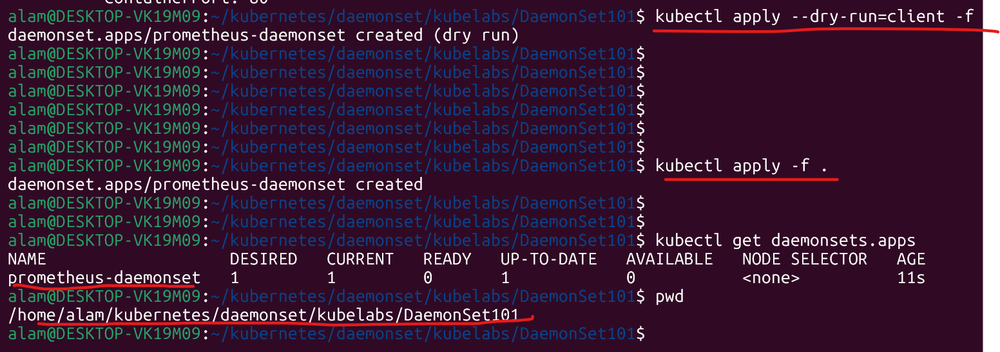 containerPort: 80
alam@DESKTOP-VK19M09:~/kubernetes/daemonset/kubelabs/DaemonSet101$ kubectl apply --dry-run=client -f
daemonset.apps/prometheus-daemonset created (dry run)
alam@DESKTOP-VK19M09:~/kubernetes/daemonset/kubelabs/DaemonSet101$
alam@DESKTOP-VK19M09:~/kubernetes/daemonset/kubelabs/DaemonSet101$
alam@DESKTOP-VK19M09:~/kubernetes/daemonset/kubelabs/DaemonSet101$
alam@DESKTOP-VK19M09:~/kubernetes/daemonset/kubelabs/DaemonSet101$
alam@DESKTOP-VK19M09:~/kubernetes/daemonset/kubelabs/DaemonSet101$
alam@DESKTOP-VK19M09:~/kubernetes/daemonset/kubelabs/DaemonSet101$
alam@DESKTOP-VK19M09:~/kubernetes/daemonset/kubelabs/DaemonSet101$ kubectl apply -f .
daemonset.apps/prometheus-daemonset created
alam@DESKTOP-VK19M09:~/kubernetes/daemonset/kubelabs/DaemonSet101$
alam@DESKTOP-VK19M09:~/kubernetes/daemonset/kubelabs/DaemonSet101$
alam@DESKTOP-VK19M09:~/kubernetes/daemonset/kubelabs/DaemonSet101$ kubectl get daemonsets.apps
NAME DESIRED CURRENT READY UP-TO-DATE AVAILABLE NODE SELECTOR AGE
prometheus-daemonset 1 1 0 1 0 <none> 11s
alam@DESKTOP-VK19M09:~/kubernetes/daemonset/kubelabs/DaemonSet101$ pwd
/home/alam/kubernetes/daemonset/kubelabs/DaemonSet101
alam@DESKTOP-VK19M09:~/kubernetes/daemonset/kubelabs/DaemonSet101$